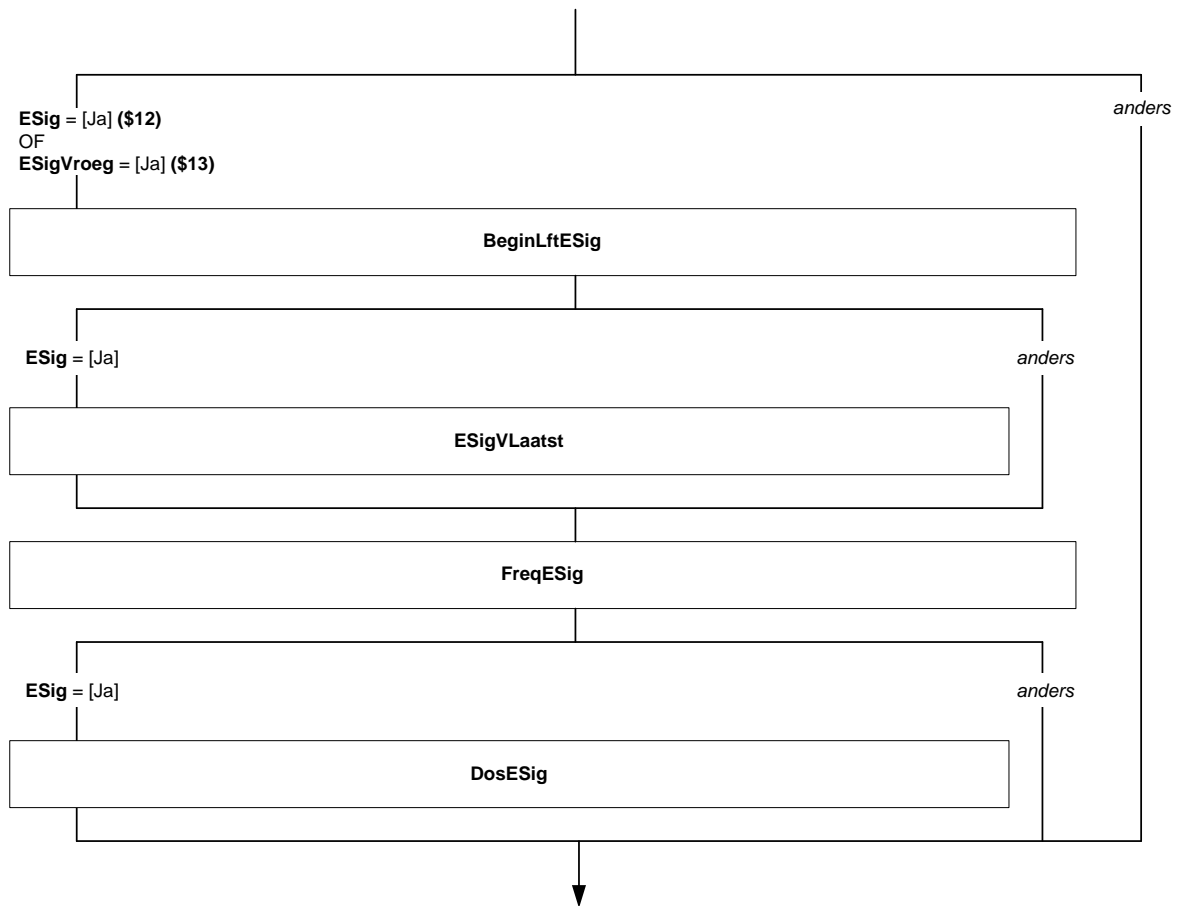 anders
ESig = [Ja] ($12)
OF
ESigVroeg = [Ja] ($13)
BeginLftESig
ESig = [Ja]
anders
ESigVLaatst
FreqESig
ESig = [Ja]
anders
DosESig